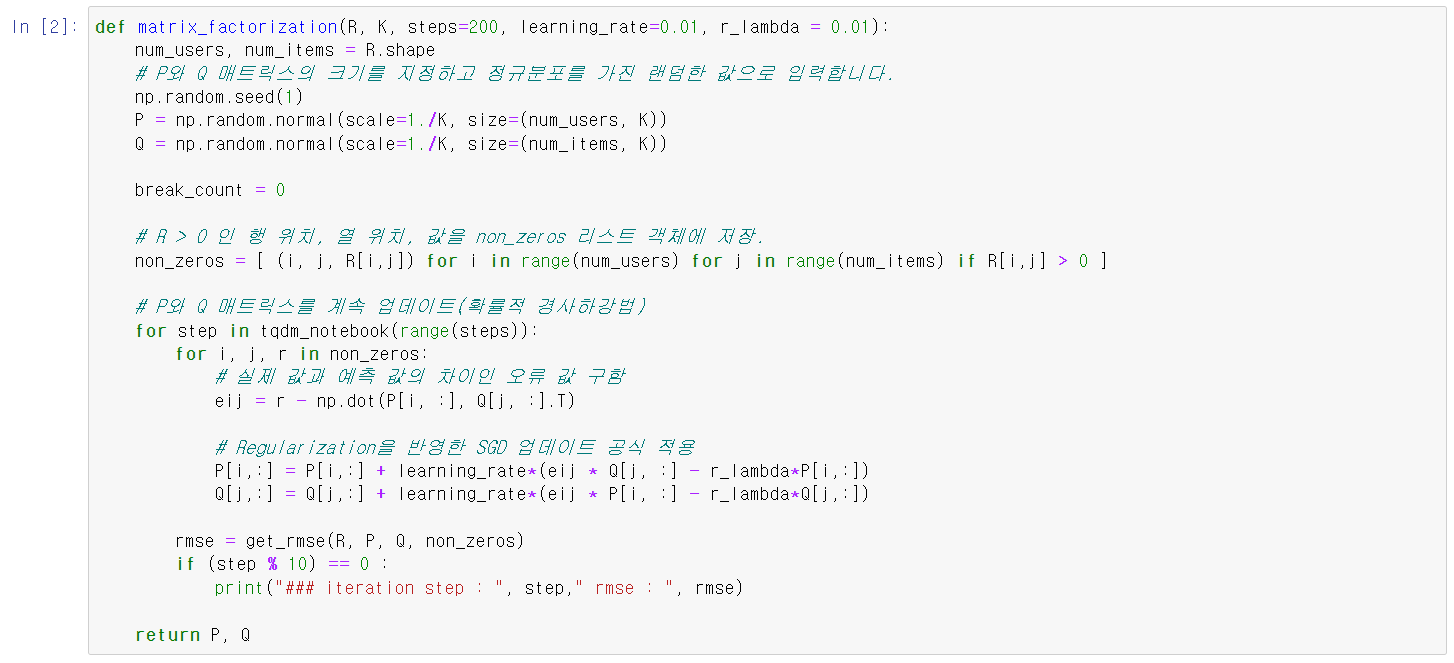 In [2]: def matrix_factorization(R, K, steps=200, learning_rate=0.01, r_lambda = 0.01):
    num_users, num_items = R.shape
    # P와 Q 매트릭스의 크기를 지정하고 정규분포를 가진 랜덤한 값으로 입력합니다.
    np.random.seed(1)
    P = np.random.normal(scale=1./K, size=(num_users, K))
    Q = np.random.normal(scale=1./K, size=(num_items, K))

    break_count = 0

    # R > 0 인 행 위치, 열 위치, 값을 non_zeros 리스트 객체에 저장.
    non_zeros = [ (i, j, R[i,j]) for i in range(num_users) for j in range(num_items) if R[i,j] > 0 ]

    # P와 Q 매트릭스를 계속 업데이트(확률적 경사하강법)
    for step in tqdm_notebook(range(steps)):
        for i, j, r in non_zeros:
            # 실제 값과 예측 값의 차이인 오류 값 구함
            eij = r - np.dot(P[i, :], Q[j, :].T)

            # Regularization을 반영한 SGD 업데이트 공식 적용
            P[i,:] = P[i,:] + learning_rate*(eij * Q[j, :] - r_lambda*P[i,:])
            Q[j,:] = Q[j,:] + learning_rate*(eij * P[i, :] - r_lambda*Q[j,:])

        rmse = get_rmse(R, P, Q, non_zeros)
        if (step % 10) == 0 :
            print("### iteration step : ", step," rmse : ", rmse)

    return P, Q